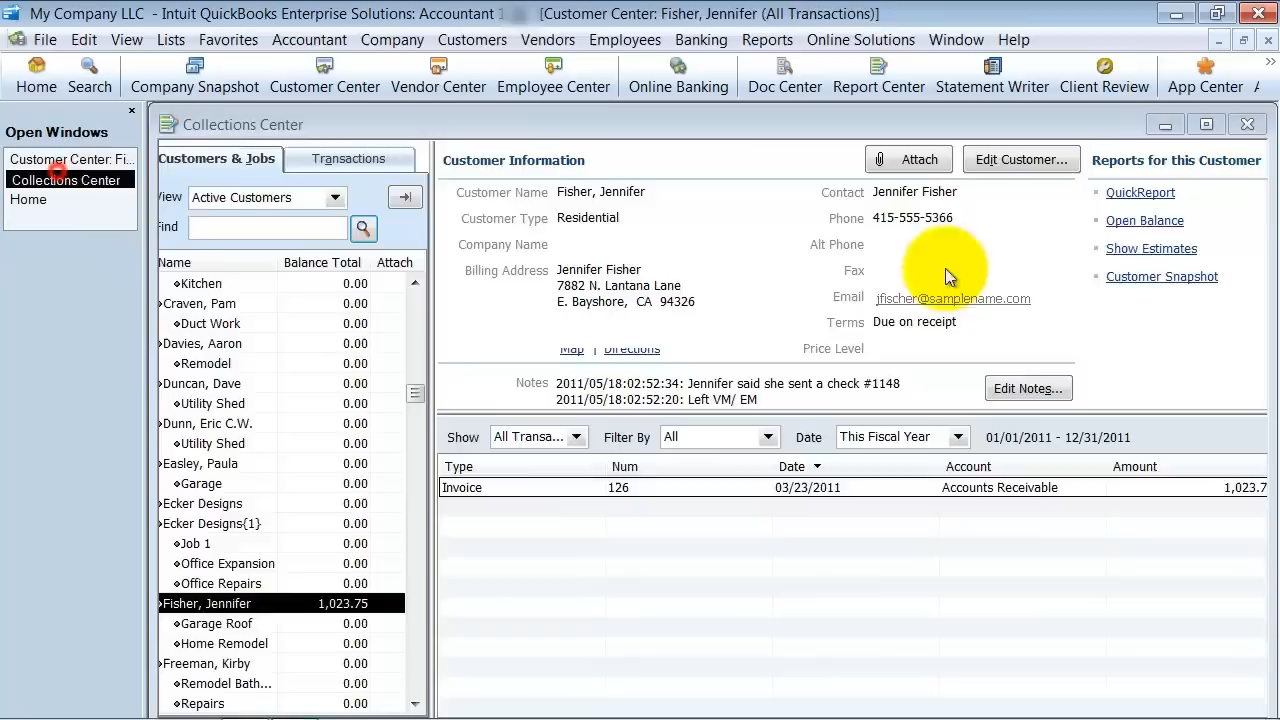 My Company LLC - Intuit QuickBooks Enterprise Solutions: Accountant 1 [Customer Center: Fisher, Jennifer (All Transactions)]
File Edit View Lists Favorites Accountant Company Customers Vendors Employees Banking Reports Online Solutions Window Help
Home Search Company Snapshot Customer Center Vendor Center Employee Center Online Banking Doc Center Report Center Statement Writer Client Review App Center
Open Windows
Customer Center: Fi...
Collections Center
Home
Collections Center
Customers & Jobs Transactions
View Active Customers
Find
Name Balance Total Attach
Kitchen 0.00
Craven, Pam 0.00
Duct Work 0.00
Davies, Aaron 0.00
Remodel 0.00
Duncan, Dave 0.00
Utility Shed 0.00
Dunn, Eric C.W. 0.00
Utility Shed 0.00
Easley, Paula 0.00
Garage 0.00
Ecker Designs 0.00
Ecker Designs{1} 0.00
Job 1 0.00
Office Expansion 0.00
Office Repairs 0.00
Fisher, Jennifer 1,023.75
Garage Roof 0.00
Home Remodel 0.00
Freeman, Kirby 0.00
Remodel Bath... 0.00
Repairs 0.00
Customer Information Attach Edit Customer... Reports for this Customer
Customer Name Fisher, Jennifer Contact Jennifer Fisher QuickReport
Customer Type Residential Phone 415-555-5366 Open Balance
Company Name Alt Phone Show Estimates
Billing Address Jennifer Fisher Fax Customer Snapshot
7882 N. Lantana Lane
E. Bayshore, CA 94326 Email jfischer@samplename.com
Terms Due on receipt
Map | Directions Price Level
Notes 2011/05/18:02:52:34: Jennifer said she sent a check #1148 Edit Notes...
2011/05/18:02:52:20: Left VM/ EM
Show All Transa... Filter By All Date This Fiscal Year 01/01/2011 - 12/31/2011
Type Num Date Account Amount
Invoice 126 03/23/2011 Accounts Receivable 1,023.7